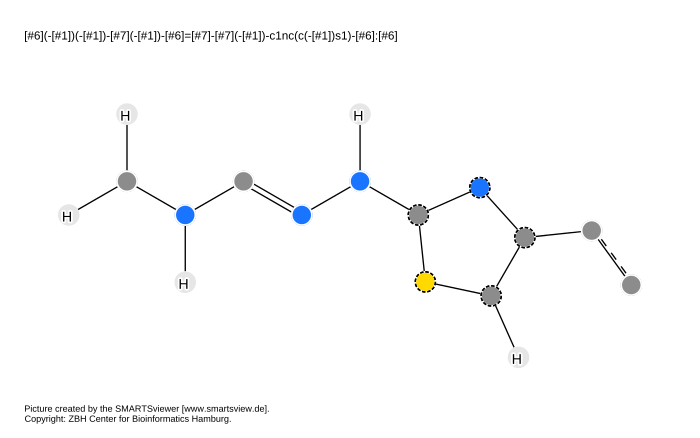 [#6](-[#1])(-[#1])-[#7](-[#1])-[#6]=[#7]-[#7](-[#1])-c1nc(c(-[#1])s1)-[#6]:[#6]
H
H
H
H
H
Picture created by the SMARTSviewer [www.smartsview.de].
Copyright: ZBH Center for Bioinformatics Hamburg.